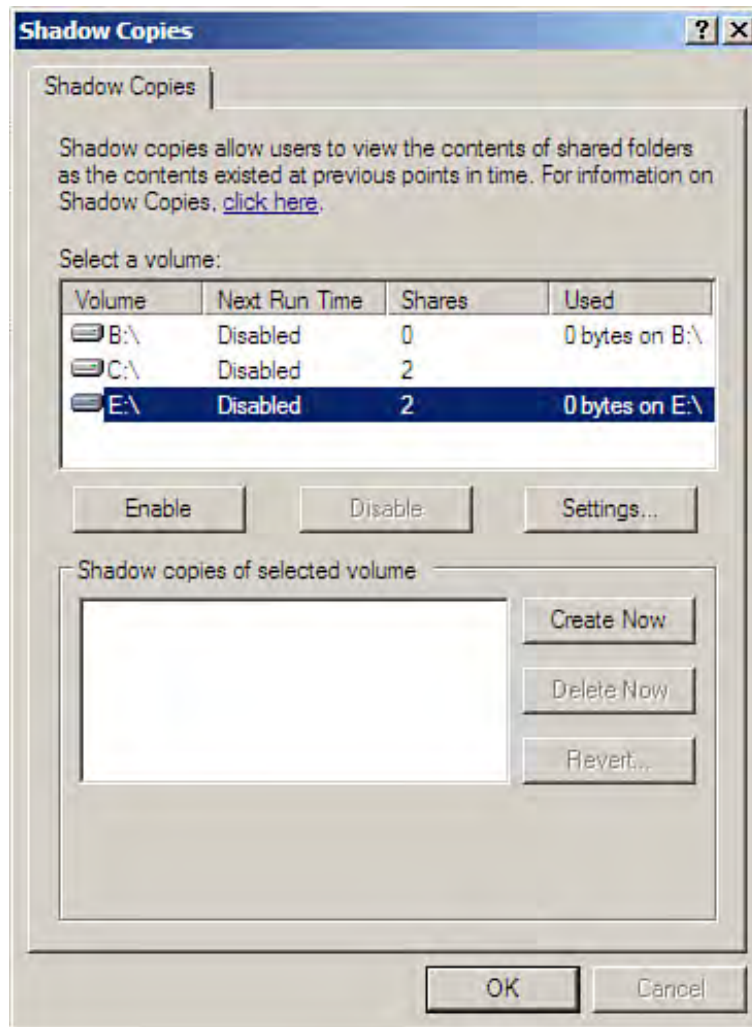 Shadow Copies
Shadow Copies
Shadow copies allow users to view the contents of shared folders
as the contents existed at previous points in time. For information on
Shadow Copies, click here.
Select a volume:
Volume Next Run Time Shares Used
B:\ Disabled 0 0 bytes on B:\
C:\ Disabled 2
E:\ Disabled 2 0 bytes on E:\
Enable Disable Settings...
Shadow copies of selected volume
Create Now
Delete Now
Revert...
OK Cancel